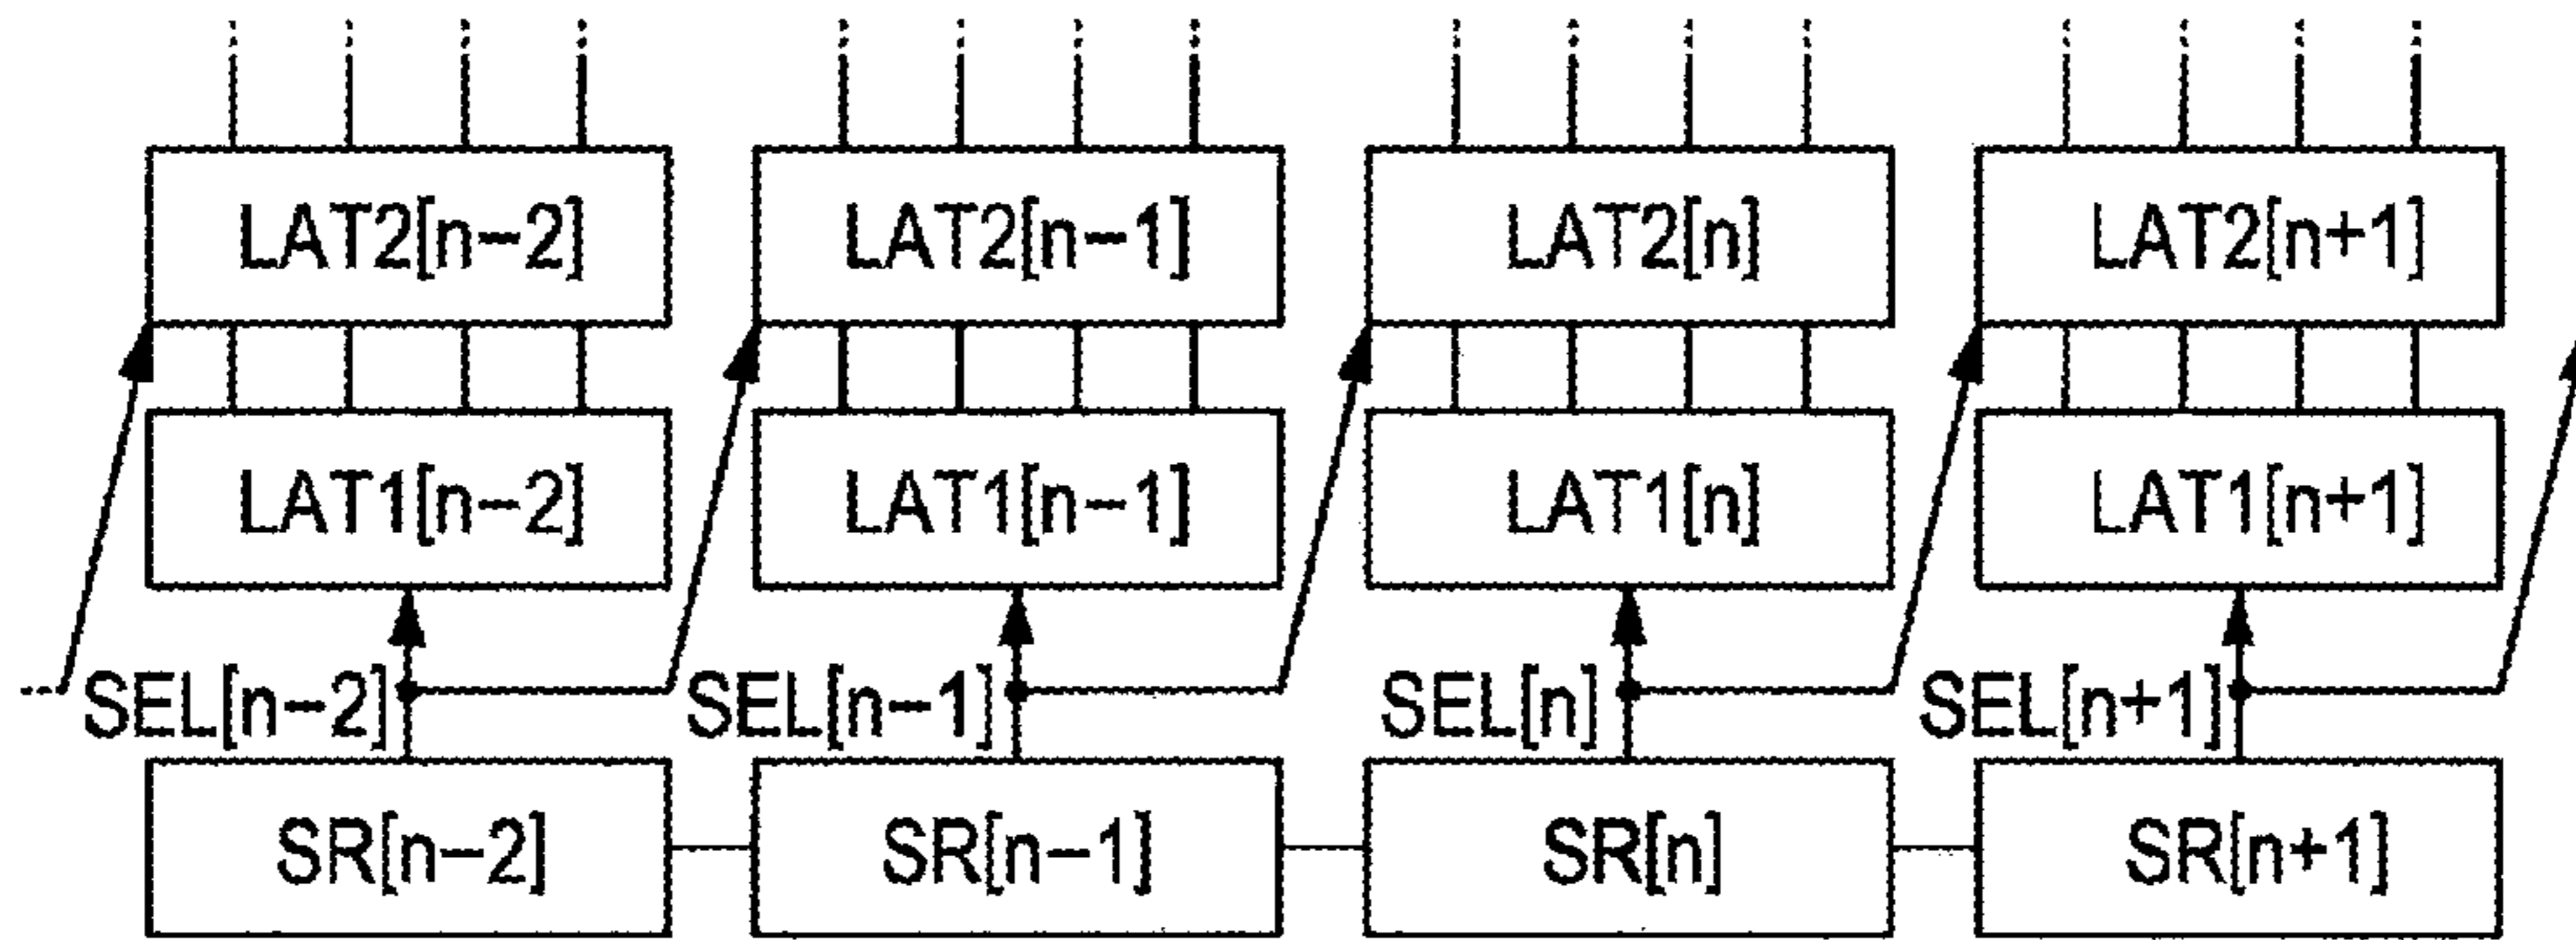 LAT2[n−2] LAT2[n−1] LAT2[n] LAT2[n+1]
LAT1[n−2] LAT1[n−1] LAT1[n] LAT1[n+1]
SEL[n−2] SEL[n−1] SEL[n] SEL[n+1]
SR[n−2] SR[n−1] SR[n] SR[n+1]